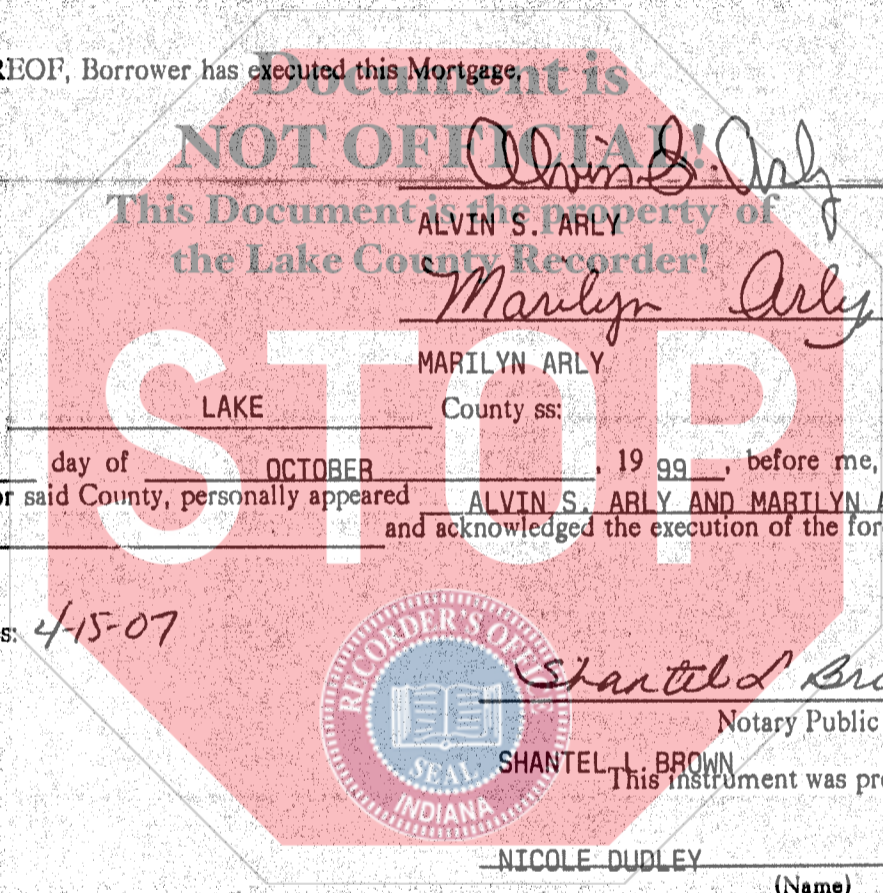 REOF, Borrower has executed this Mortgage.
Document is
NOT OFFICIAL!
Alvin S. Arly
This Document is the property of
ALVIN S. ARLY
the Lake County Recorder!
Marilyn Arly
MARILYN ARLY
STOP
LAKE County ss:
day of OCTOBER , 19 99 , before me,
or said County, personally appeared ALVIN S. ARLY AND MARILYN A
and acknowledged the execution of the for
s: 4-15-07
RECORDER'S OFFICE
SEAL
INDIANA
Shantel L Bro
Notary Public
SHANTEL L. BROWN
This instrument was pre
NICOLE DUDLEY
(Name)